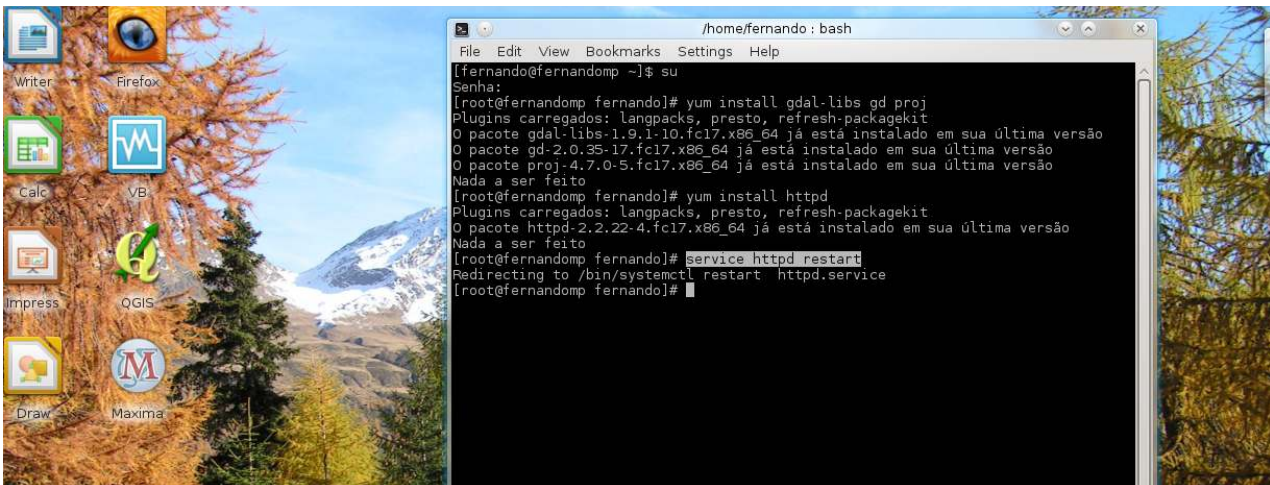 Writer
Firefox
Calc
VB
Impress
QGIS
Draw
Maxima
/home/fernando : bash
File Edit View Bookmarks Settings Help
[fernando@fernandomp ~]$ su
Senha:
[root@fernandomp fernando]# yum install gdal-libs gd proj
Plugins carregados: langpacks, presto, refresh-packagekit
O pacote gdal-libs-1.9.1-10.fc17.x86_64 já está instalado em sua última versão
O pacote gd-2.0.35-17.fc17.x86_64 já está instalado em sua última versão
O pacote proj-4.7.0-5.fc17.x86_64 já está instalado em sua última versão
Nada a ser feito
[root@fernandomp fernando]# yum install httpd
Plugins carregados: langpacks, presto, refresh-packagekit
O pacote httpd-2.2.22-4.fc17.x86_64 já está instalado em sua última versão
Nada a ser feito
[root@fernandomp fernando]# service httpd restart
Redirecting to /bin/systemctl restart  httpd.service
[root@fernandomp fernando]#